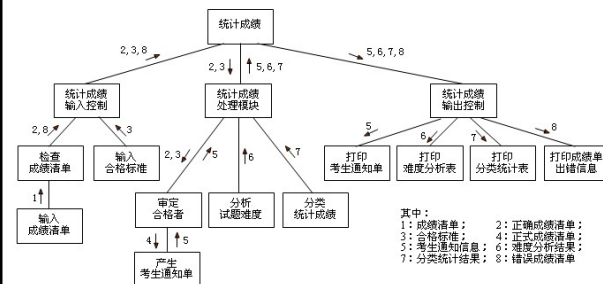 统计成绩
2,3,8
2,3
5,6,7
5,6,7,8
统计成绩
输入控制
统计成绩
处理模块
统计成绩
输出控制
2,8
3
2,3
5
6
7
5
6
7
8
检查
成绩清单
输入
合格标准
打印
考生通知单
打印
难度分析表
打印
分类统计表
打印成绩单
出错信息
1
输入
成绩清单
审定
合格者
分析
试题难度
分类
统计成绩
4
5
产生
考生通知单
其中：
1：成绩清单； 2：正确成绩清单；
3：合格标准； 4：正式成绩清单；
5：考生通知信息； 6：难度分析结果；
7：分类统计结果； 8：错误成绩清单